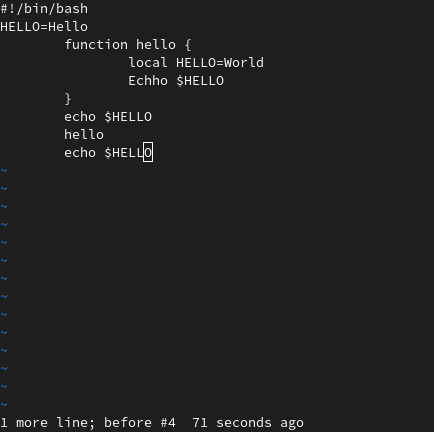 #!/bin/bash
HELLO=Hello
        function hello {
                local HELLO=World
                Echho $HELLO
        }
        echo $HELLO
        hello
        echo $HELLO
~
~
~
~
~
~
~
~
~
~
~
~
~
~
1 more line; before #4  71 seconds ago